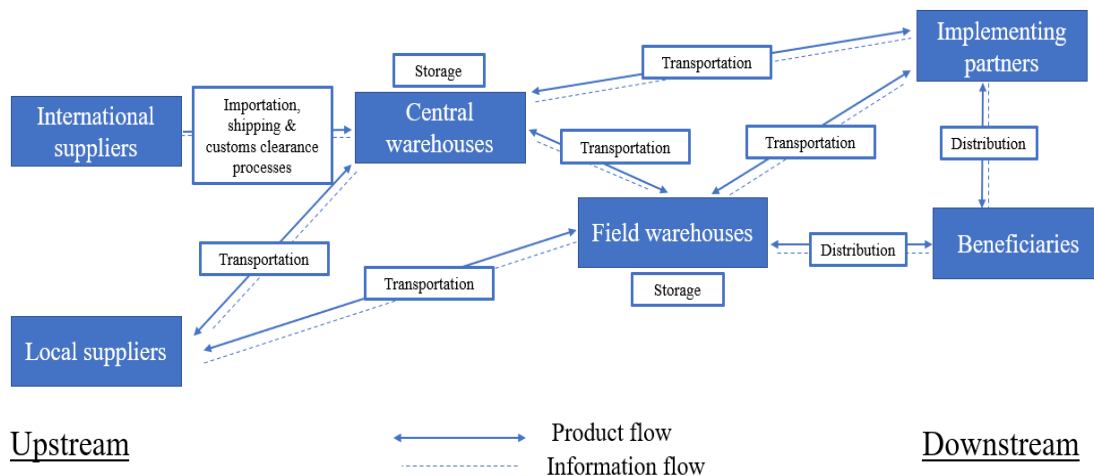 Implementing
partners
Transportation
Storage
International
suppliers
Importation,
shipping &
customs clearance
processes
Central
warehouses
Transportation
Transportation
Distribution
Field warehouses
Beneficiaries
Distribution
Transportation
Transportation
Storage
Local suppliers
Upstream
Product flow
Information flow
Downstream